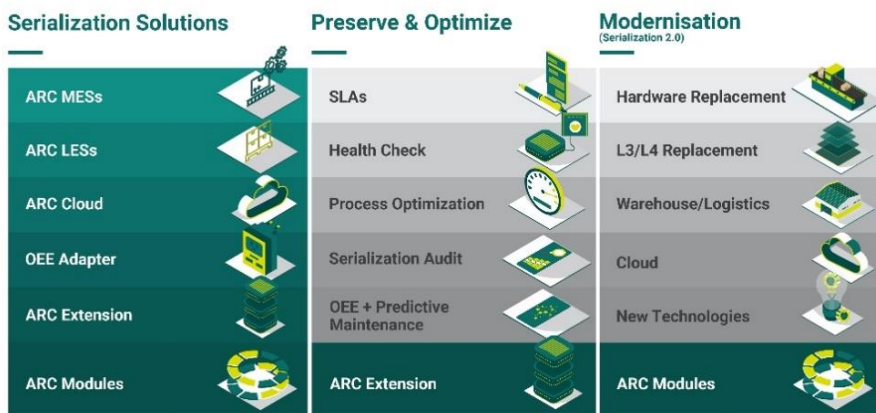 Serialization Solutions
ARC MESs
ARC LESs
ARC Cloud
OEE Adapter
ARC Extension
ARC Modules
Preserve & Optimize
SLAs
Health Check
Process Optimization
Serialization Audit
OEE + Predictive
Maintenance
ARC Extension
Modernisation
(Serialization 2.0)
Hardware Replacement
L3/L4 Replacement
Warehouse/Logistics
Cloud
New Technologies
ARC Modules